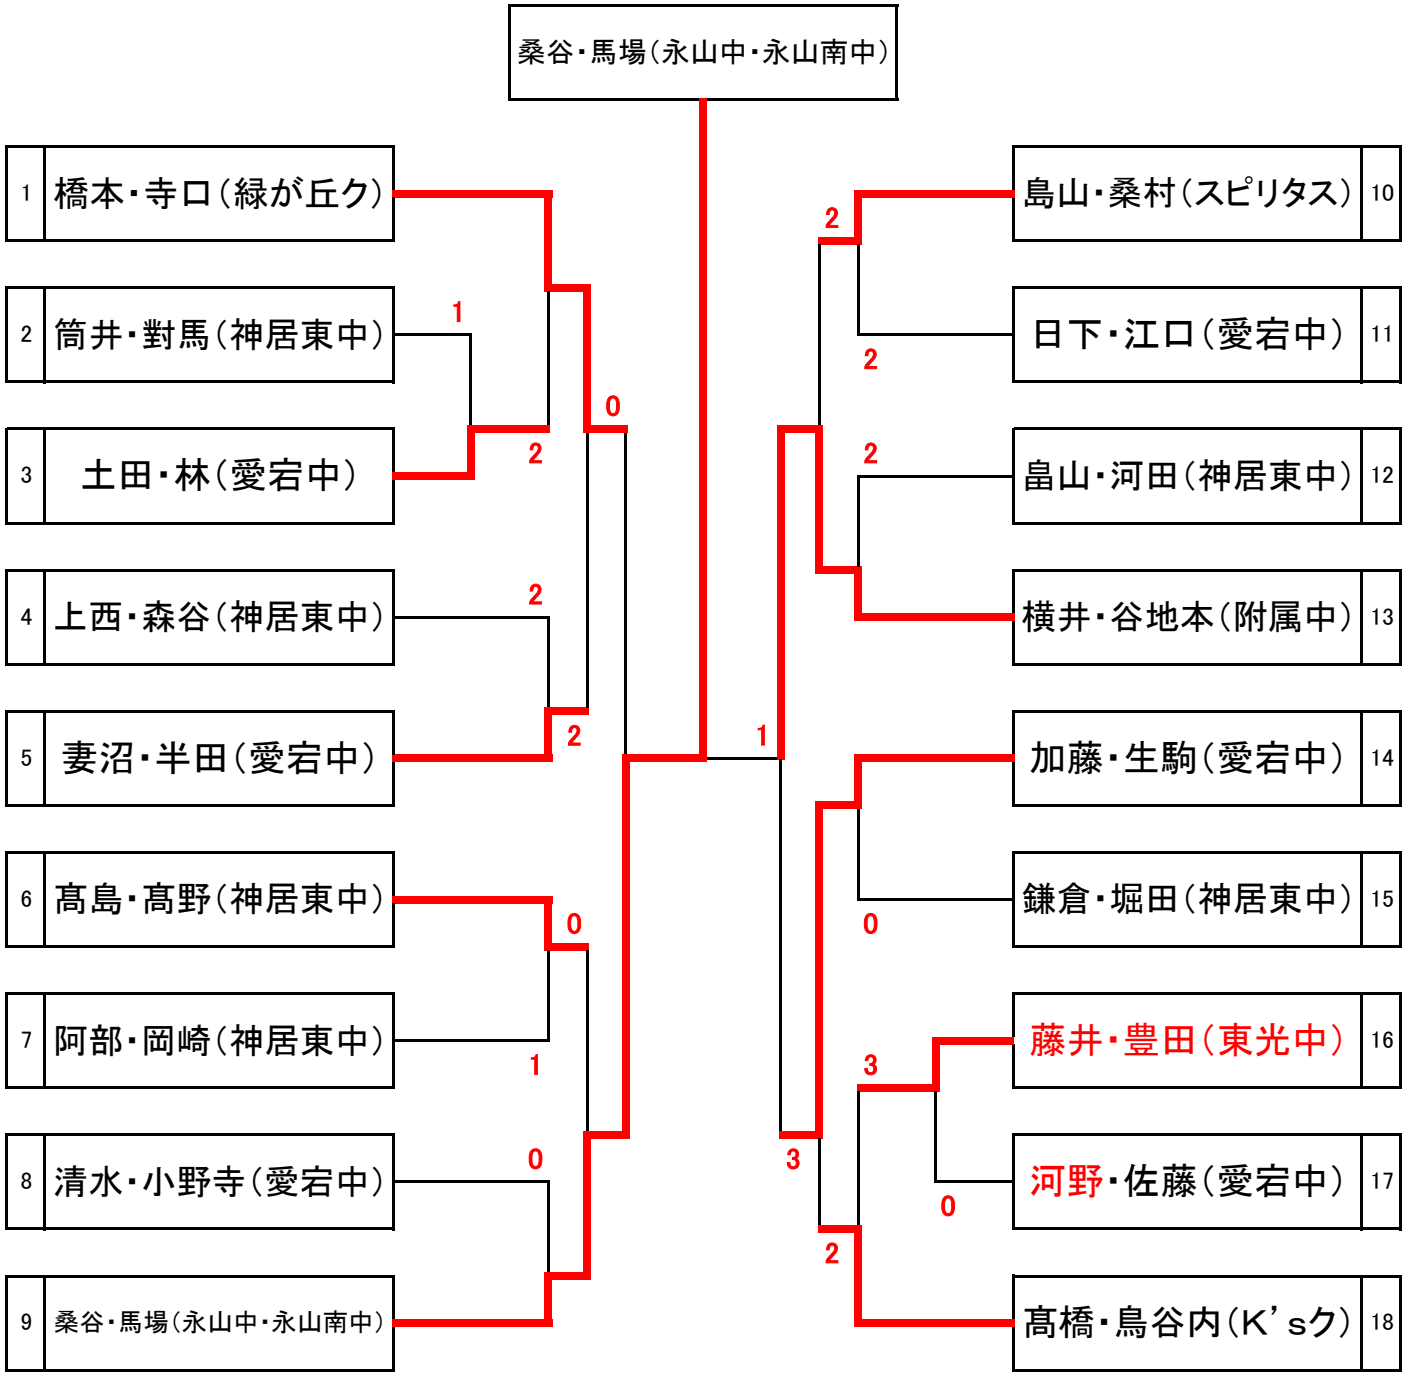 桑谷・馬場(永山中・永山南中)
1 橋本・寺口(緑が丘ク)
2 筒井・對馬(神居東中)
1
3 土田・林(愛宕中)
2
0
4 上西・森谷(神居東中)
2
5 妻沼・半田(愛宕中)
2
6 髙島・髙野(神居東中)
0
7 阿部・岡崎(神居東中)
1
8 清水・小野寺(愛宕中)
0
9 桑谷・馬場(永山中・永山南中)
島山・桑村(スピリタス) 10
2
日下・江口(愛宕中) 11
2
畠山・河田(神居東中) 12
2
横井・谷地本(附属中) 13
1
加藤・生駒(愛宕中) 14
鎌倉・堀田(神居東中) 15
0
藤井・豊田(東光中) 16
3
河野・佐藤(愛宕中) 17
0
3
2
髙橋・鳥谷内(K’sク) 18